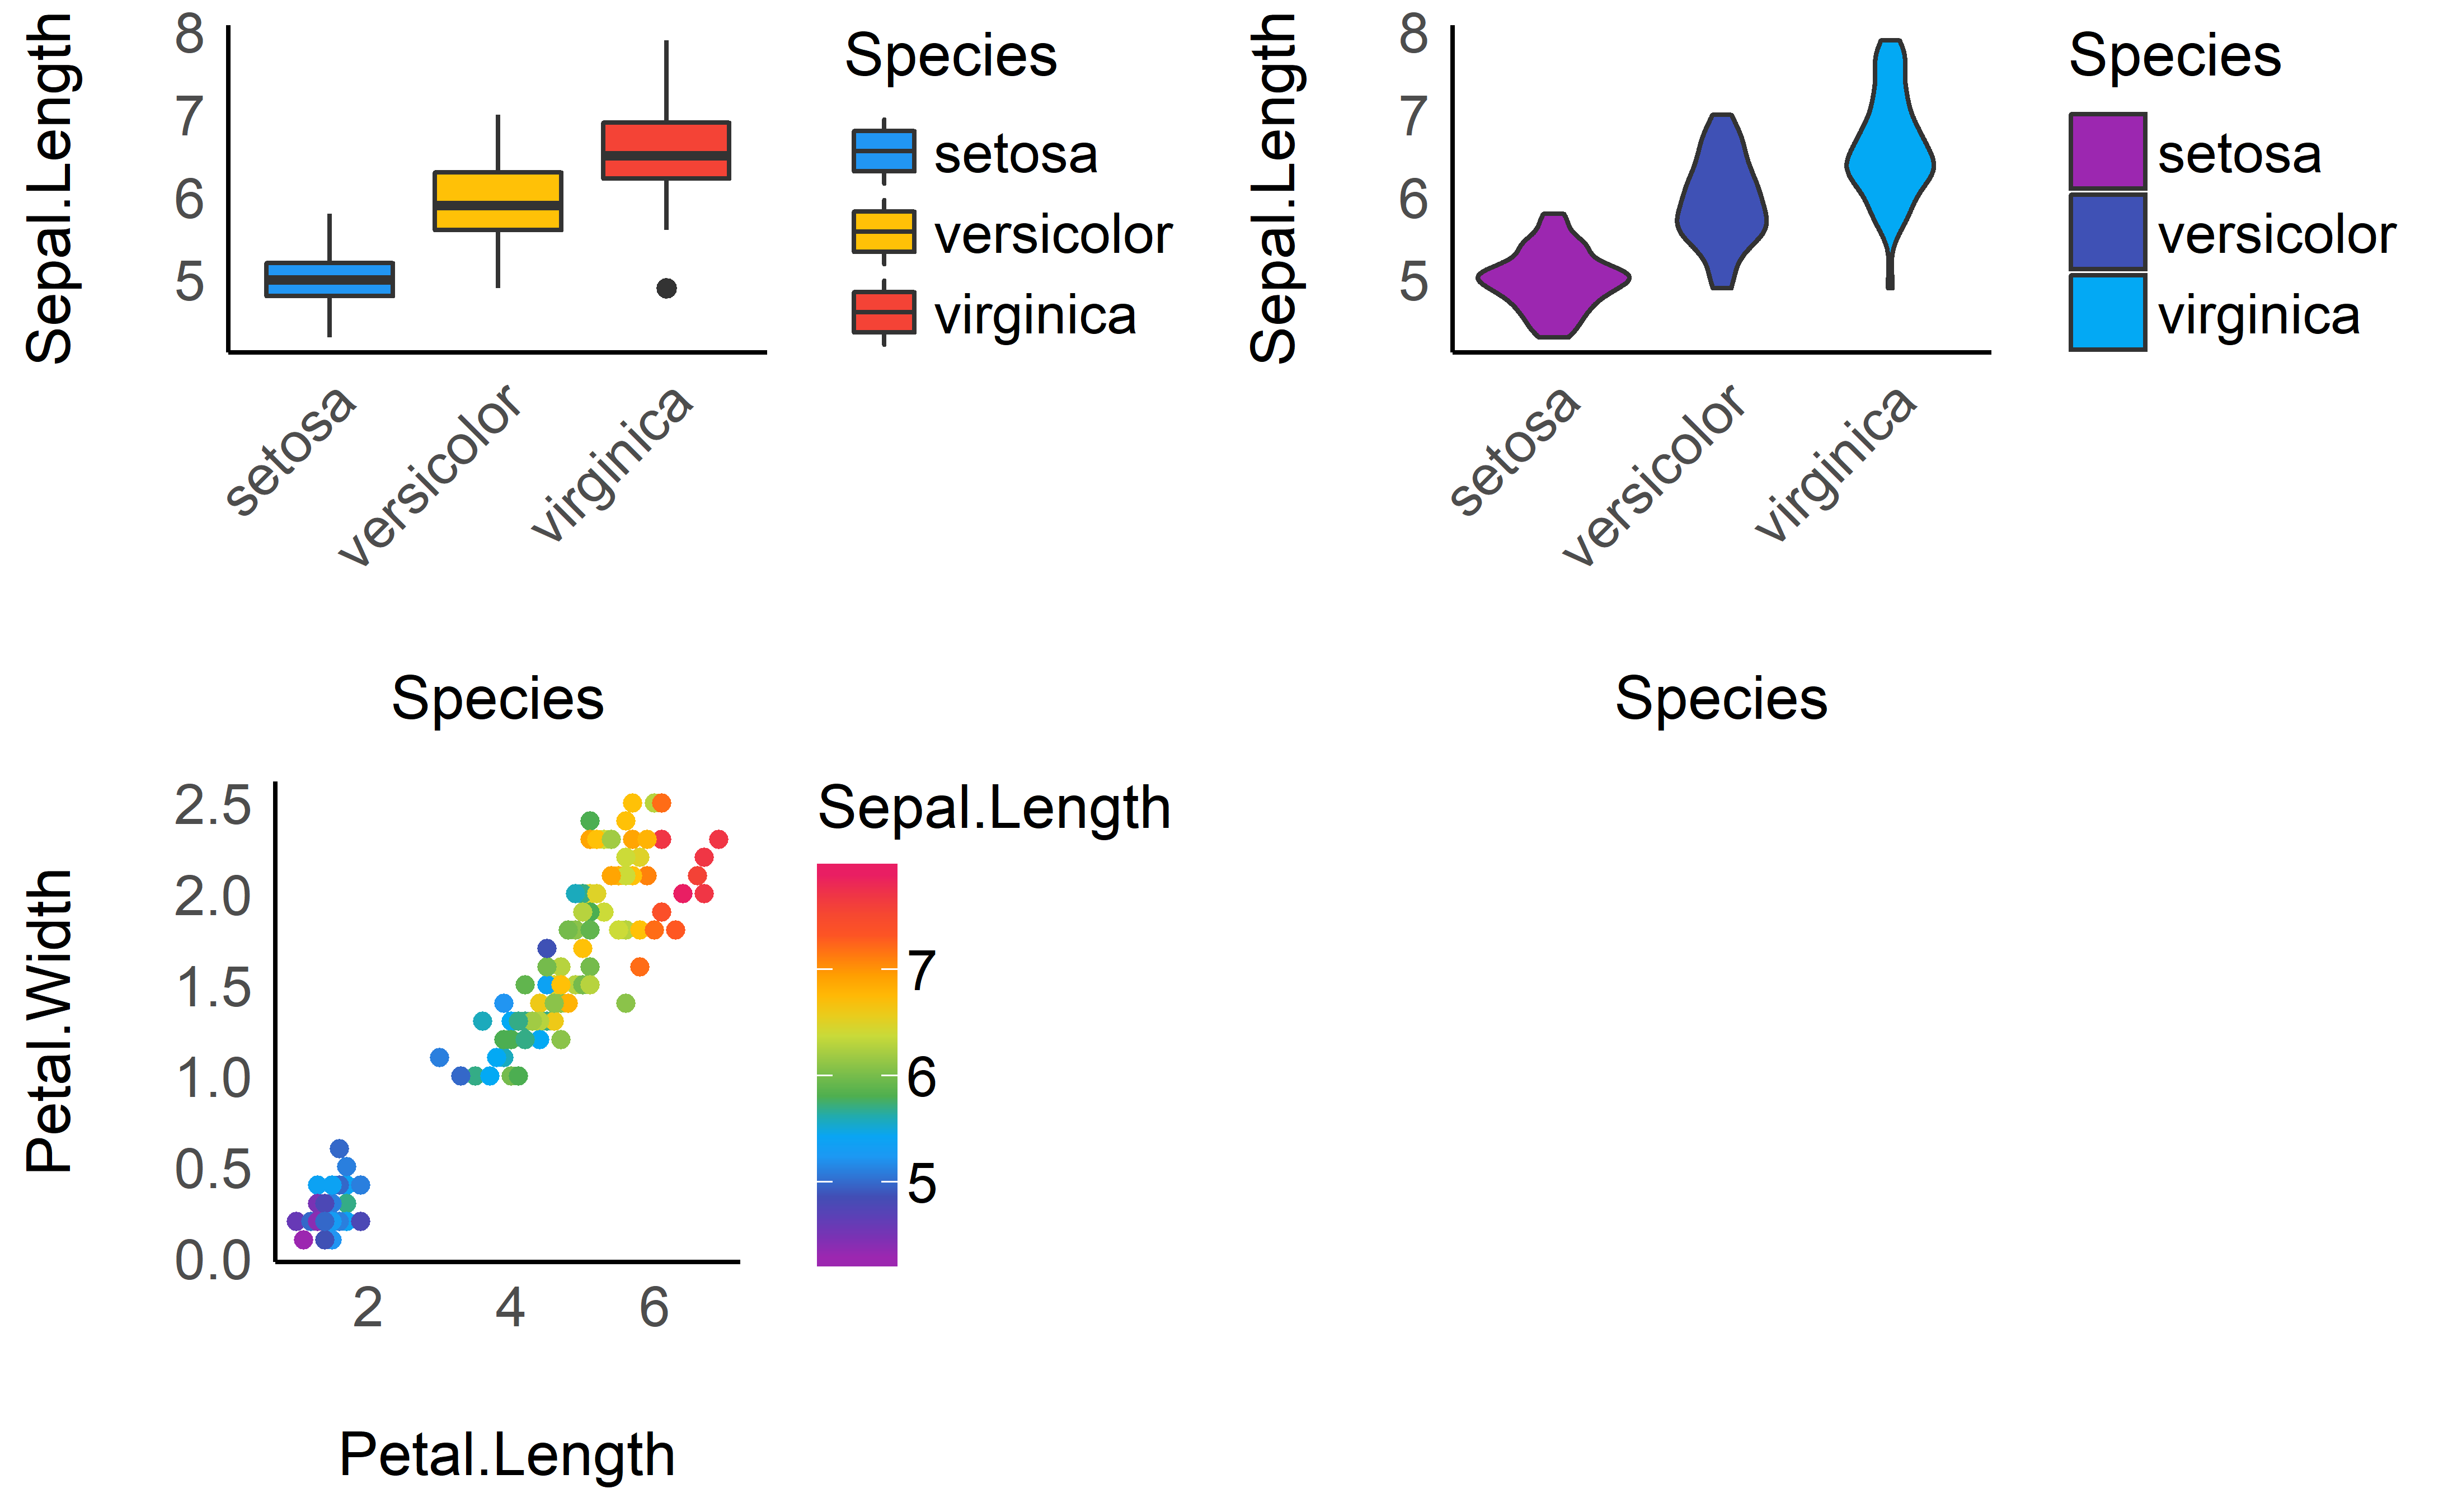 Sepal.Length
8
7
6
5
setosa
versicolor
virginica
Species
Species
setosa
versicolor
virginica
Sepal.Length
8
7
6
5
setosa
versicolor
virginica
Species
Species
setosa
versicolor
virginica
Petal.Width
2.5
2.0
1.5
1.0
0.5
0.0
2 4 6
Petal.Length
Sepal.Length
7
6
5